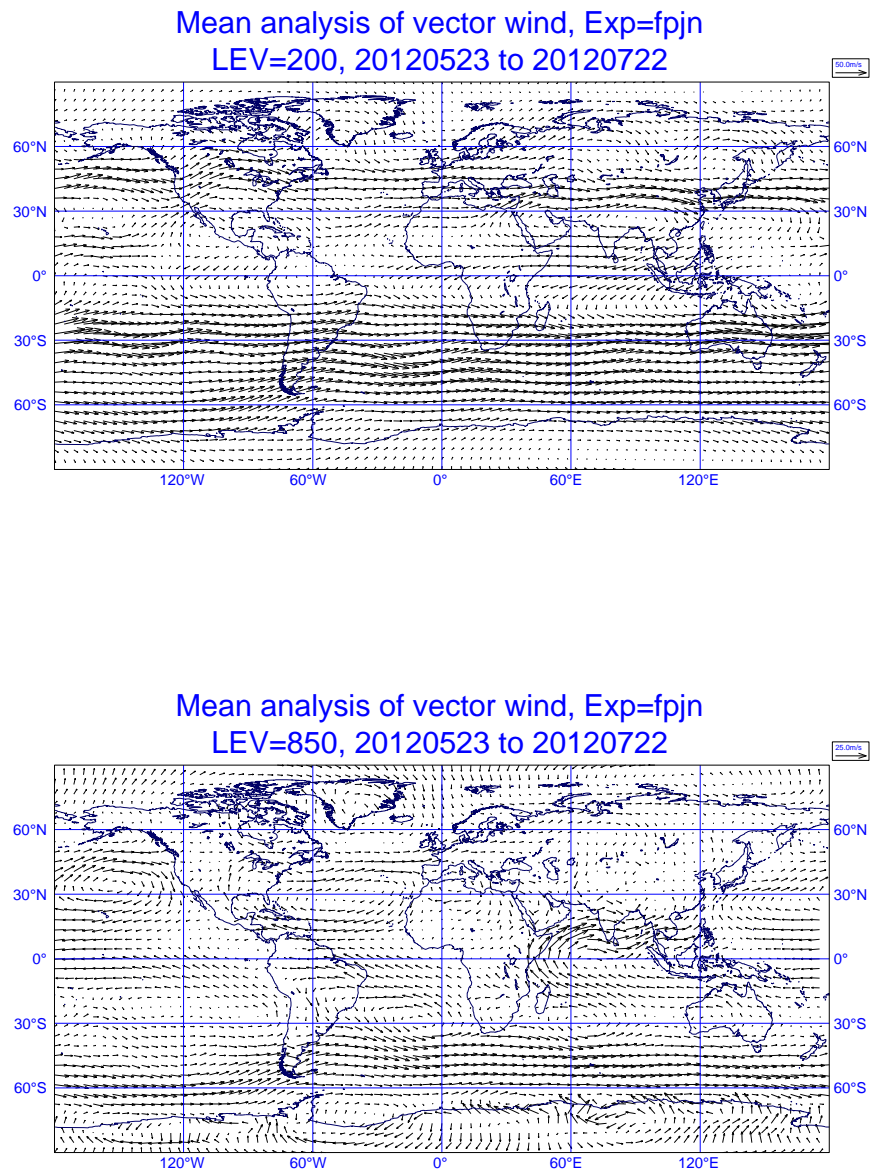 Mean analysis of vector wind, Exp=fpjn
LEV=200, 20120523 to 20120722
50.0m/s
60°N 60°N
30°N 30°N
0° 0°
30°S 30°S
60°S 60°S
120°W 60°W 0° 60°E 120°E
Mean analysis of vector wind, Exp=fpjn
LEV=850, 20120523 to 20120722
25.0m/s
60°N 60°N
30°N 30°N
0° 0°
30°S 30°S
60°S 60°S
120°W 60°W 0° 60°E 120°E